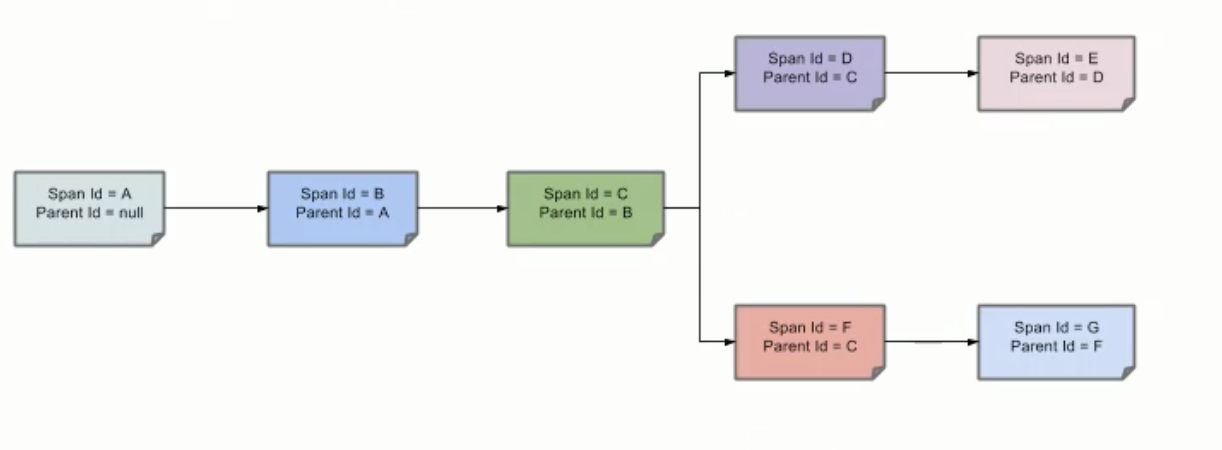 Span Id = D
Parent Id = C
Span Id = E
Parent Id = D
Span Id = A
Parent Id = null
Span Id = B
Parent Id = A
Span Id = C
Parent Id = B
Span Id = F
Parent Id = C
Span Id = G
Parent Id = F